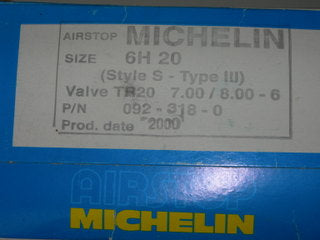 AIRSTOP MICHELIN
SIZE 6H 20
(Style S - Type III)
Valve TR20 7.00 / 8.00 - 6
P/N 092 - 318 - 0
Prod. date "2000"
AIRSTOP
MICHELIN